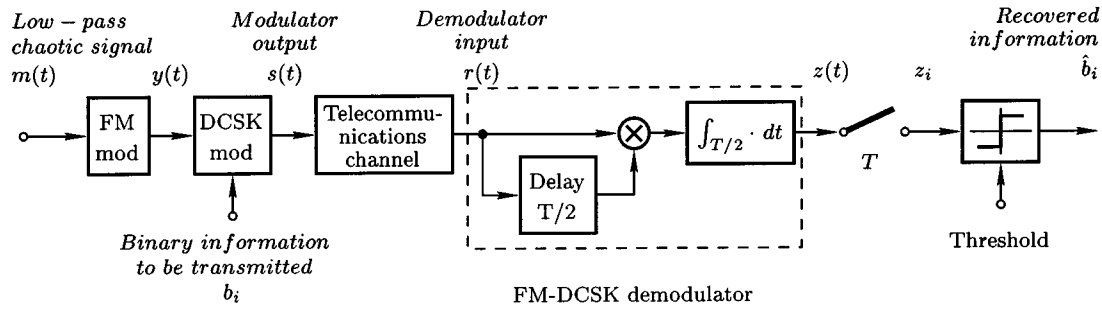 Low − pass
chaotic signal
m(t)
FM
mod
y(t)
Modulator
output
s(t)
DCSK
mod
Binary information
to be transmitted
b_i
Telecommu-
nications
channel
Demodulator
input
r(t)
Delay
T/2
∫_{T/2} · dt
FM-DCSK demodulator
z(t)
T
z_i
Recovered
information
b̂_i
Threshold